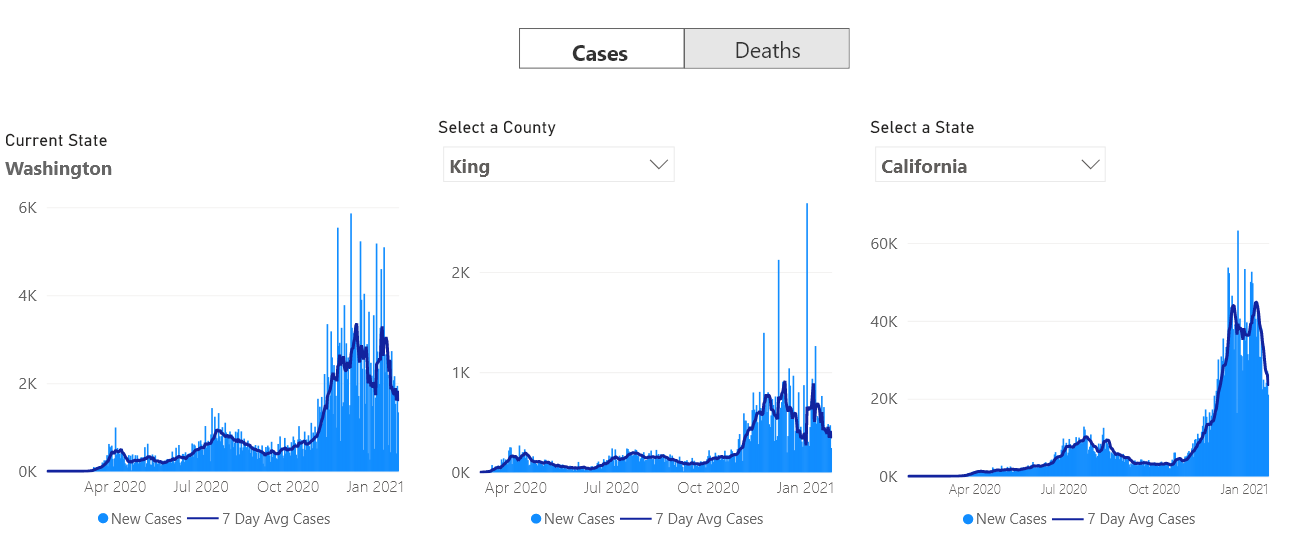 Cases Deaths
Current State
Washington
6K
4K
2K
0K
Apr 2020 Jul 2020 Oct 2020 Jan 2021
New Cases 7 Day Avg Cases
Select a County
King
2K
1K
0K
Apr 2020 Jul 2020 Oct 2020 Jan 2021
New Cases 7 Day Avg Cases
Select a State
California
60K
40K
20K
0K
Apr 2020 Jul 2020 Oct 2020 Jan 2021
New Cases 7 Day Avg Cases